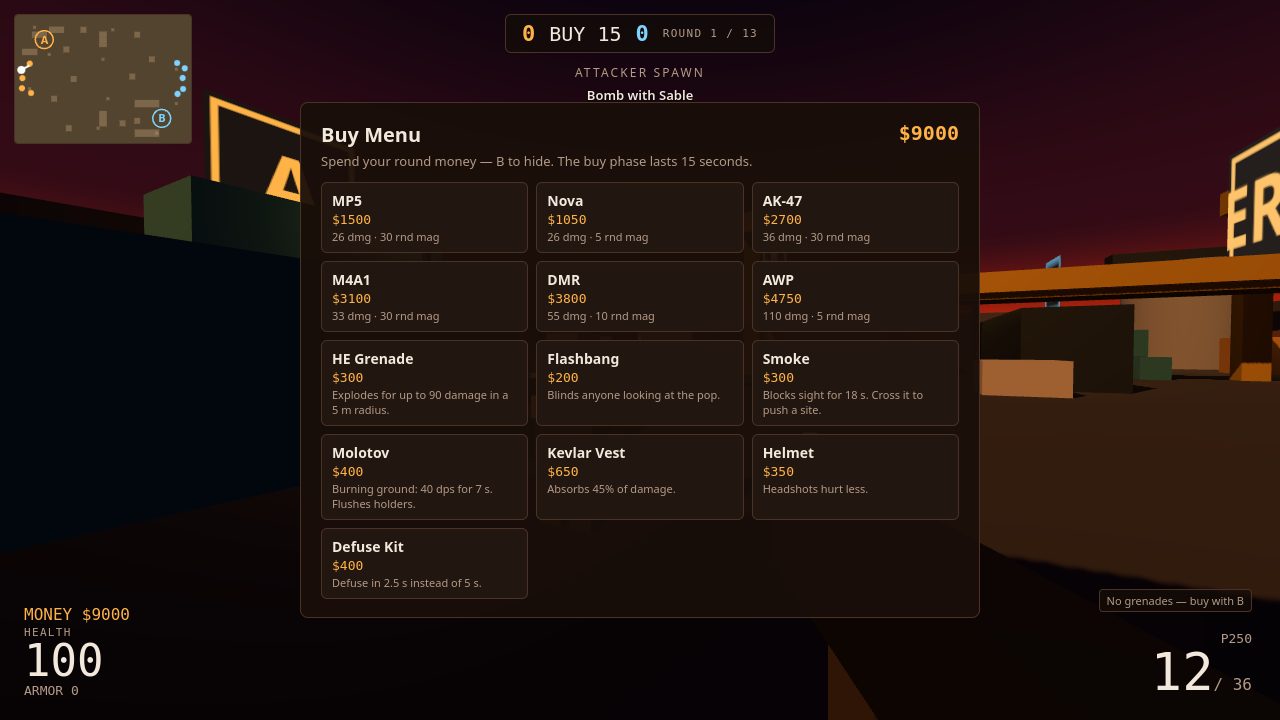 0 BUY 15 0 ROUND 1 / 13
A
B
ATTACKER SPAWN
Bomb with Sable
Buy Menu
$9000
Spend your round money — B to hide. The buy phase lasts 15 seconds.
MP5
$1500
26 dmg · 30 rnd mag
Nova
$1050
26 dmg · 5 rnd mag
AK-47
$2700
36 dmg · 30 rnd mag
M4A1
$3100
33 dmg · 30 rnd mag
DMR
$3800
55 dmg · 10 rnd mag
AWP
$4750
110 dmg · 5 rnd mag
HE Grenade
$300
Explodes for up to 90 damage in a
5 m radius.
Flashbang
$200
Blinds anyone looking at the pop.
Smoke
$300
Blocks sight for 18 s. Cross it to
push a site.
Molotov
$400
Burning ground: 40 dps for 7 s.
Flushes holders.
Kevlar Vest
$650
Absorbs 45% of damage.
Helmet
$350
Headshots hurt less.
Defuse Kit
$400
Defuse in 2.5 s instead of 5 s.
A
ER
MONEY $9000
HEALTH
100
ARMOR 0
No grenades — buy with B
P250
12 / 36